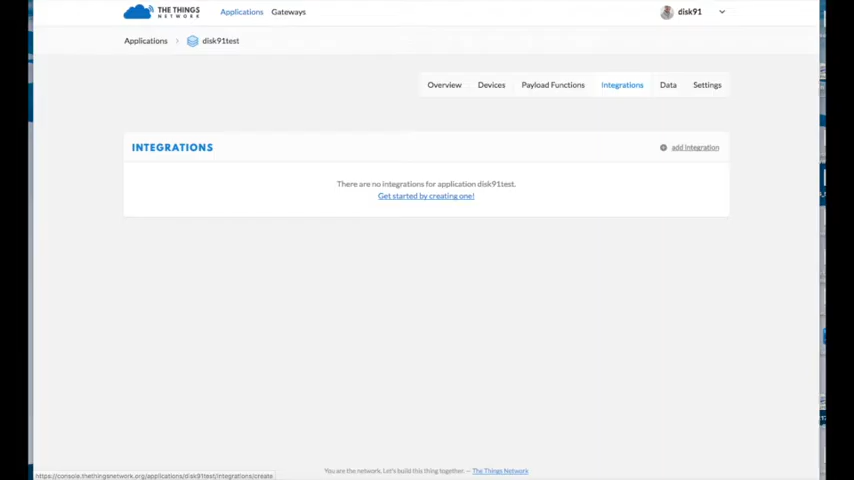 THE THINGS
NETWORK
Applications Gateways
disk91
Applications
disk91test
Overview Devices Payload Functions Integrations Data Settings
INTEGRATIONS
add integration
There are no integrations for application disk91test.
Get started by creating one!
You are the network. Let's build this thing together. — The Things Network
https://console.thethingsnetwork.org/applications/disk91test/integrations/create